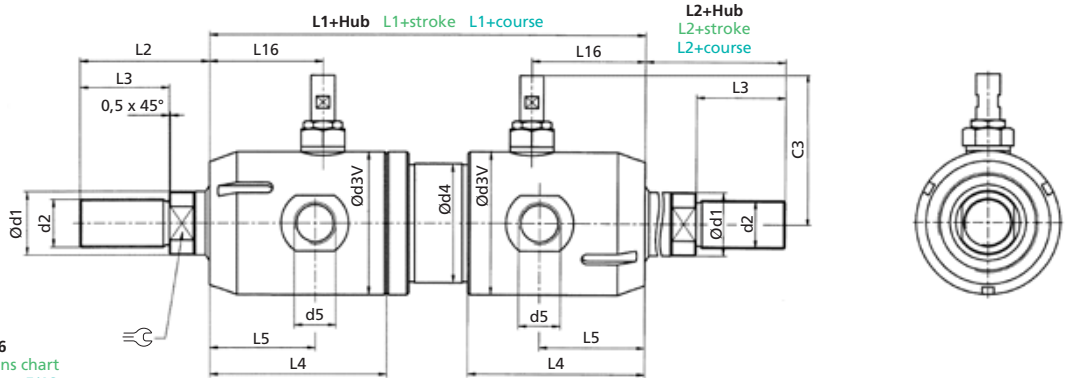 L1+Hub L1+stroke L1+course
L2+Hub
L2+stroke
L2+course
L2
L16
L16
L3
L3
0,5 x 45°
C3
Ød1
d2
Ød3V
Ød4
Ød3V
Ød1
d2
d5
d5
L5
L5
L4
L4
6
ns chart